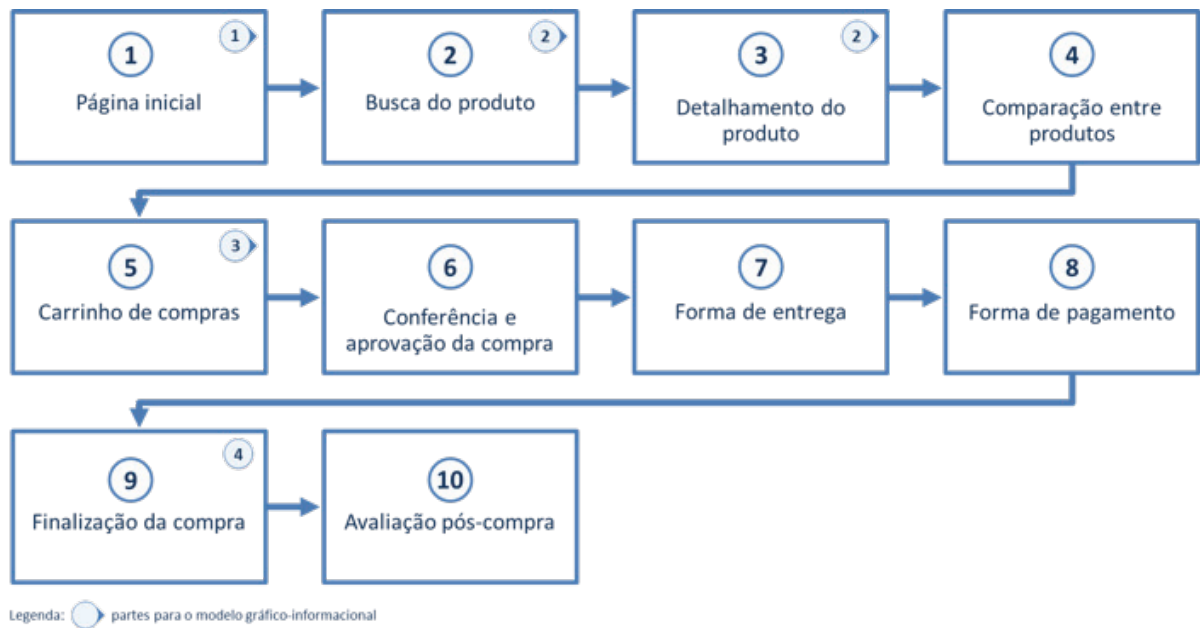 1
1
Página inicial
2
2
Busca do produto
2
3
Detalhamento do
produto
4
Comparação entre
produtos
3
5
Carrinho de compras
6
Conferência e
aprovação da compra
7
Forma de entrega
8
Forma de pagamento
4
9
Finalização da compra
10
Avaliação pós-compra
Legenda: partes para o modelo gráfico-informacional